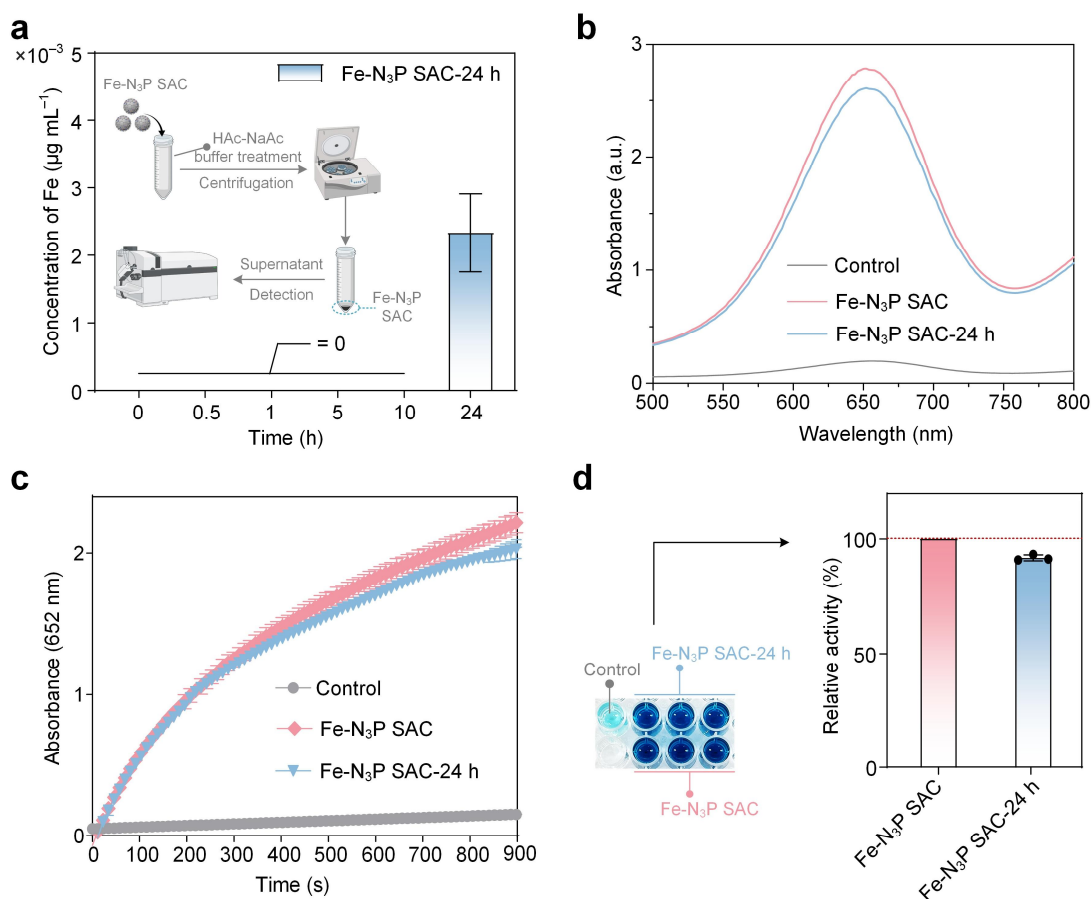 a
×10⁻³
Concentration of Fe (µg mL⁻¹)
5
4
3
2
1
0
Fe-N₃P SAC-24 h
Fe-N₃P SAC
HAc-NaAc
buffer treatment
Centrifugation
Supernatant
Detection
Fe-N₃P
SAC
= 0
0
0.5
1
5
10
24
Time (h)
b
Absorbance (a.u.)
3
2
1
0
Control
Fe-N₃P SAC
Fe-N₃P SAC-24 h
500
550
600
650
700
750
800
Wavelength (nm)
c
Absorbance (652 nm)
2
1
0
Control
Fe-N₃P SAC
Fe-N₃P SAC-24 h
0
100
200
300
400
500
600
700
800
900
Time (s)
d
Fe-N₃P SAC-24 h
Control
Fe-N₃P SAC
Relative activity (%)
100
50
0
Fe-N₃P SAC
Fe-N₃P SAC-24 h